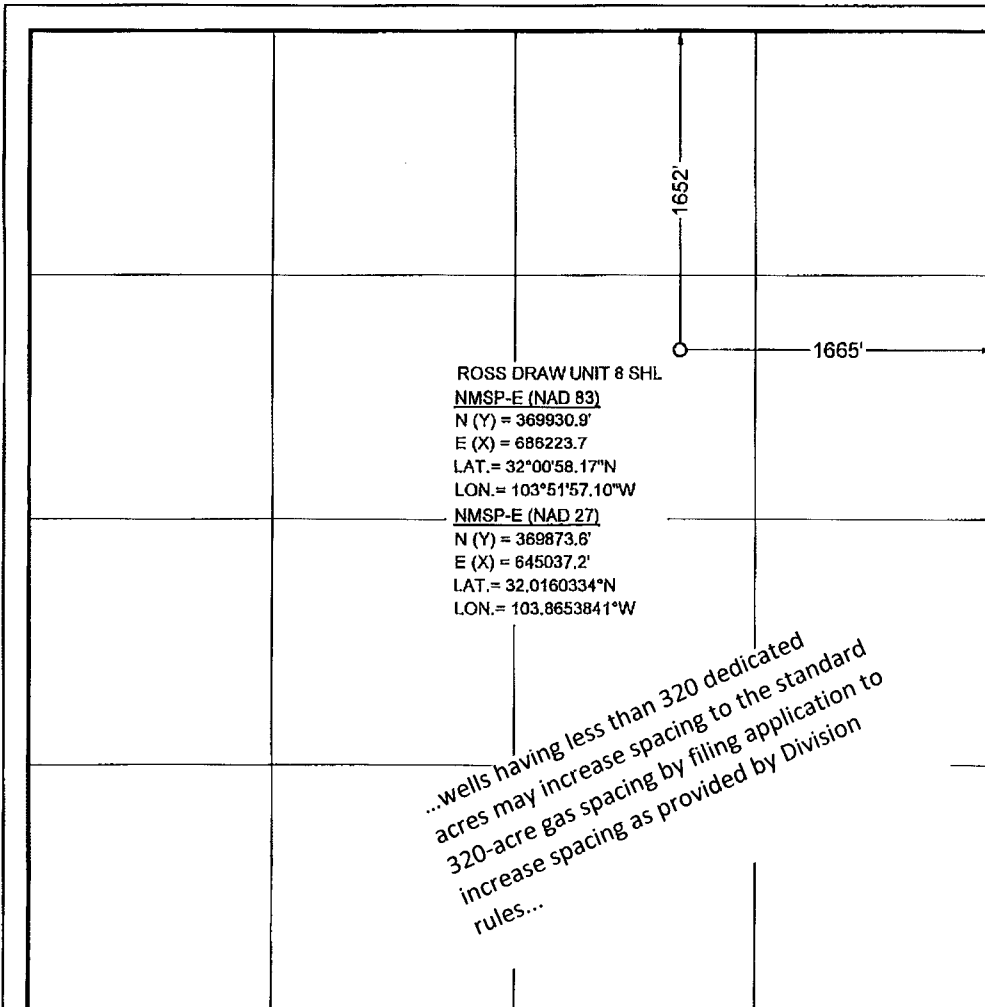 1652'
1665'
ROSS DRAW UNIT 8 SHL
NMSP-E (NAD 83)
N (Y) = 369930.9'
E (X) = 686223.7
LAT.= 32°00'58.17"N
LON.= 103°51'57.10"W
NMSP-E (NAD 27)
N (Y) = 369873.6'
E (X) = 645037.2'
LAT.= 32.0160334°N
LON.= 103.8653841°W
...wells having less than 320 dedicated
acres may increase spacing to the standard
320-acre gas spacing by filing application to
increase spacing as provided by Division
rules...